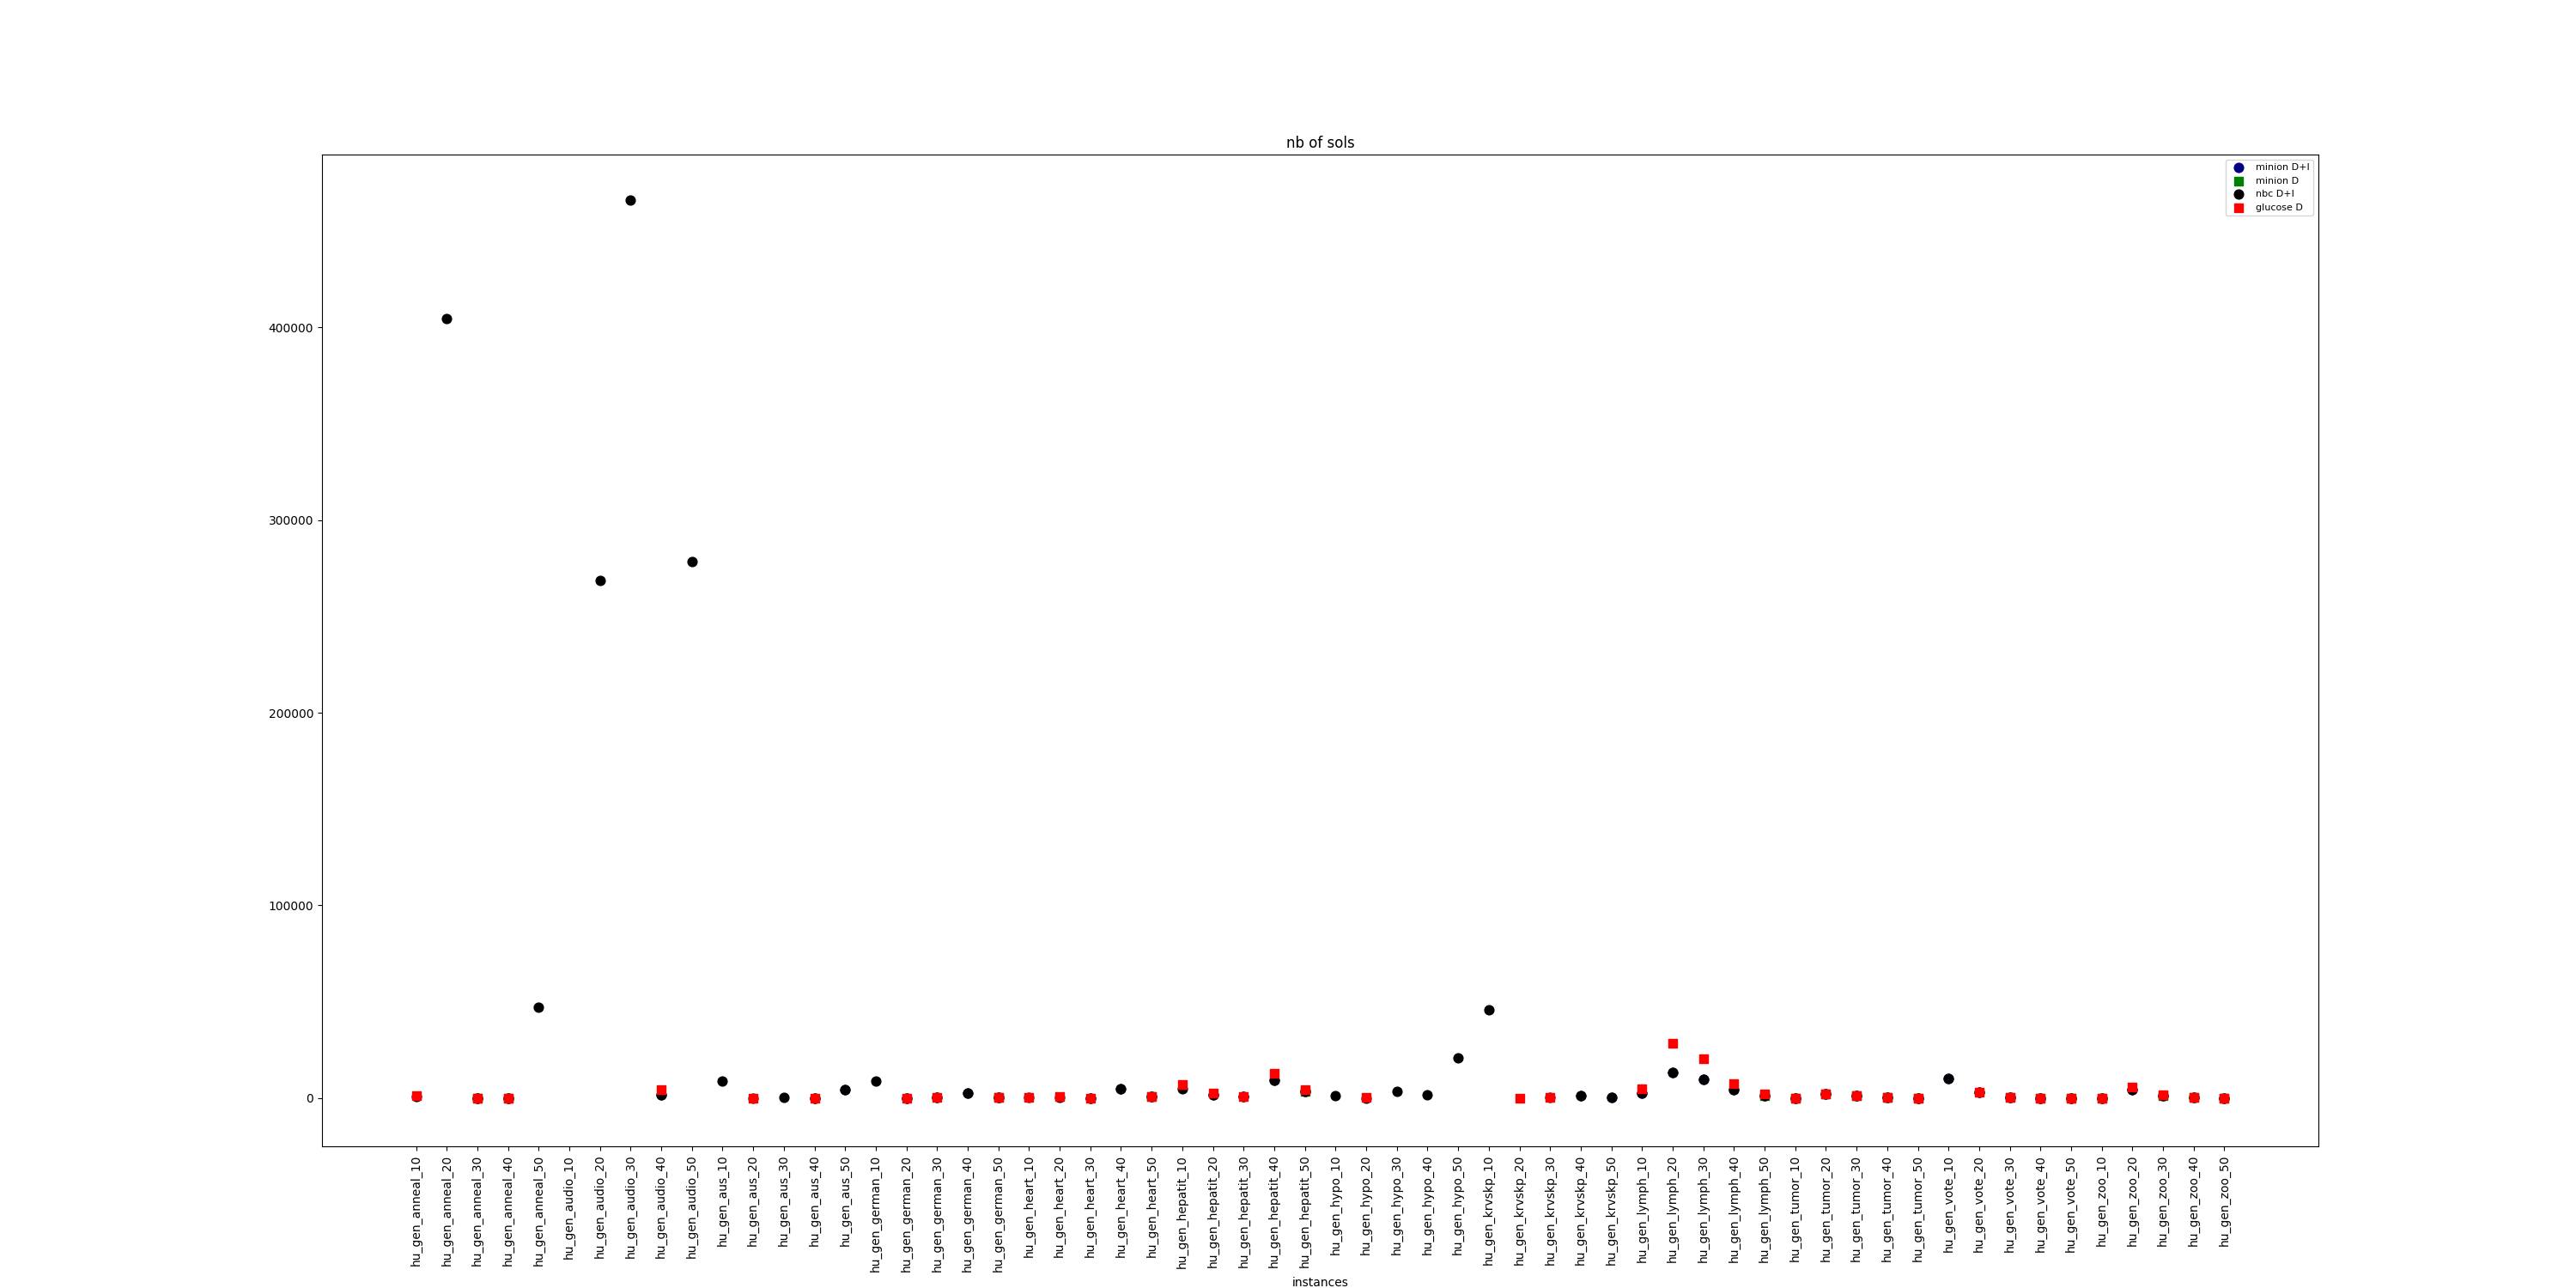 nb of sols
minion D+I
minion D
nbc D+I
glucose D
400000
300000
200000
100000
0
hu_gen_anneal_10
hu_gen_anneal_20
hu_gen_anneal_30
hu_gen_anneal_40
hu_gen_anneal_50
hu_gen_audio_10
hu_gen_audio_20
hu_gen_audio_30
hu_gen_audio_40
hu_gen_audio_50
hu_gen_aus_10
hu_gen_aus_20
hu_gen_aus_30
hu_gen_aus_40
hu_gen_aus_50
hu_gen_german_10
hu_gen_german_20
hu_gen_german_30
hu_gen_german_40
hu_gen_german_50
hu_gen_heart_10
hu_gen_heart_20
hu_gen_heart_30
hu_gen_heart_40
hu_gen_heart_50
hu_gen_hepatit_10
hu_gen_hepatit_20
hu_gen_hepatit_30
hu_gen_hepatit_40
hu_gen_hepatit_50
hu_gen_hypo_10
hu_gen_hypo_20
hu_gen_hypo_30
hu_gen_hypo_40
hu_gen_hypo_50
hu_gen_krvskp_10
hu_gen_krvskp_20
hu_gen_krvskp_30
hu_gen_krvskp_40
hu_gen_krvskp_50
hu_gen_lymph_10
hu_gen_lymph_20
hu_gen_lymph_30
hu_gen_lymph_40
hu_gen_lymph_50
hu_gen_tumor_10
hu_gen_tumor_20
hu_gen_tumor_30
hu_gen_tumor_40
hu_gen_tumor_50
hu_gen_vote_10
hu_gen_vote_20
hu_gen_vote_30
hu_gen_vote_40
hu_gen_vote_50
hu_gen_zoo_10
hu_gen_zoo_20
hu_gen_zoo_30
hu_gen_zoo_40
hu_gen_zoo_50
instances